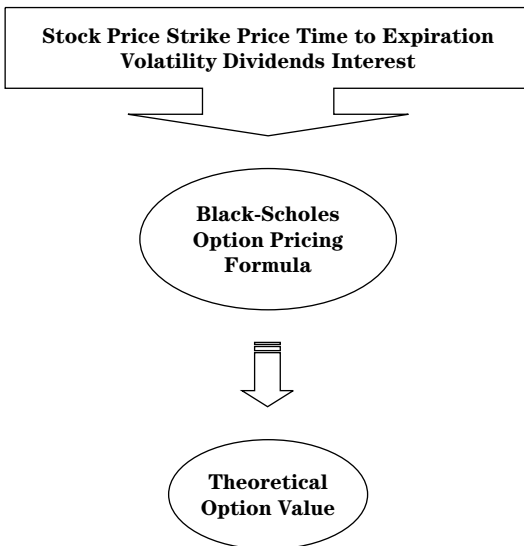 Stock Price Strike Price Time to Expiration
Volatility Dividends Interest
Black-Scholes
Option Pricing
Formula
Theoretical
Option Value